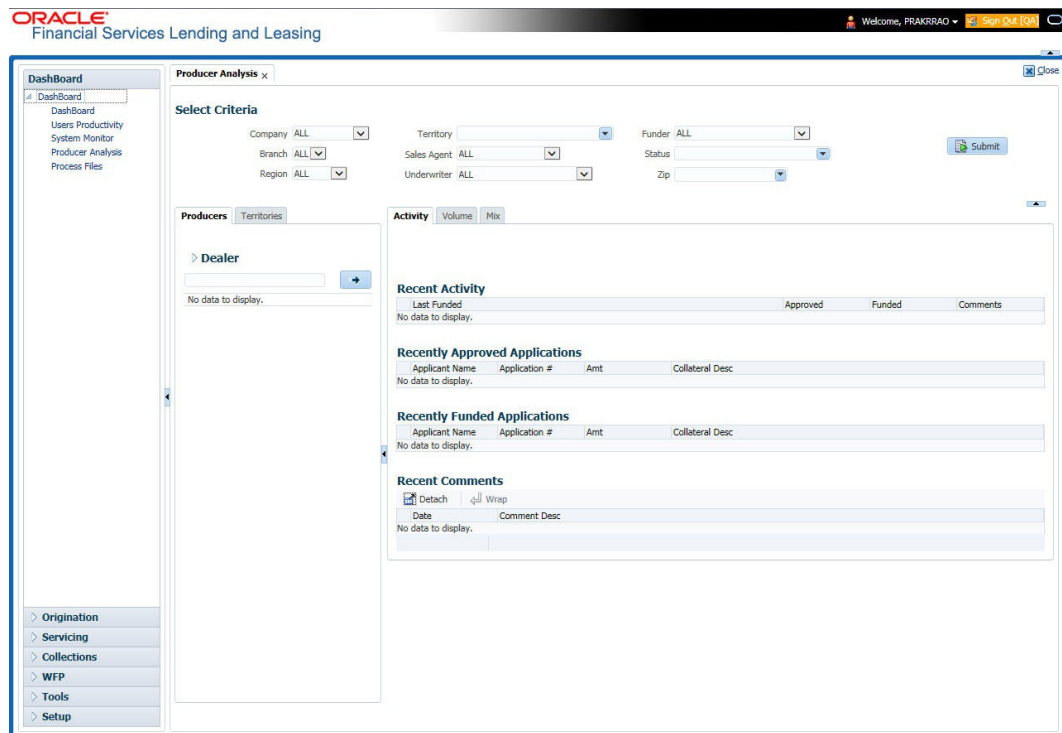 ORACLE®
Financial Services Lending and Leasing
Welcome, PRAKRRAO
Sign Out [QA]
DashBoard
DashBoard
DashBoard
Users Productivity
System Monitor
Producer Analysis
Process Files
Origination
Servicing
Collections
WFP
Tools
Setup
Producer Analysis x
Close
Select Criteria
Company ALL
Territory
Funder ALL
Branch ALL
Sales Agent ALL
Status
Submit
Region ALL
Underwriter ALL
Zip
Producers Territories
Dealer
No data to display.
Activity Volume Mix
Recent Activity
Last Funded Approved Funded Comments
No data to display.
Recently Approved Applications
Applicant Name Application # Amt Collateral Desc
No data to display.
Recently Funded Applications
Applicant Name Application # Amt Collateral Desc
No data to display.
Recent Comments
Detach Wrap
Date Comment Desc
No data to display.